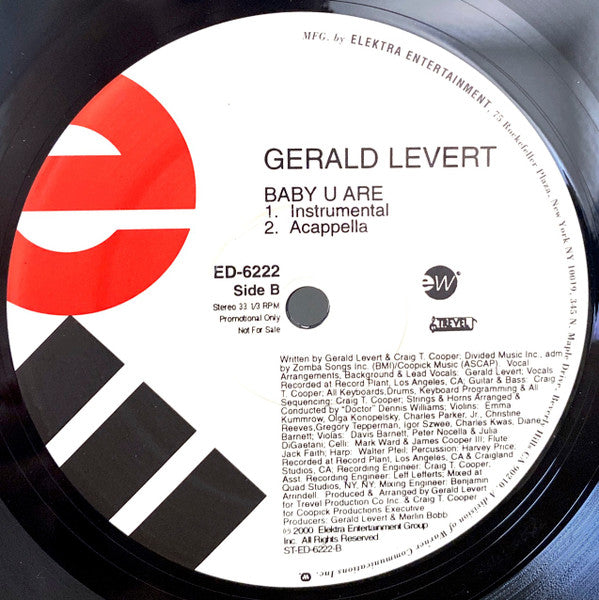 MFG. by ELEKTRA ENTERTAINMENT, 75 Rockefeller Plaza, New York NY 10019, 345 N. Maple Drive, Beverly Hills, CA 90210. A division of Warner Communications Inc.
GERALD LEVERT
BABY U ARE
1. Instrumental
2. Acappella
ED-6222
Side B
Stereo 33 1/3 RPM
Promotional Only
Not For Sale
ew
TREVEL
Written by Gerald Levert & Craig T. Cooper; Divided Music Inc., adm.
by Zomba Songs Inc. (BMI)/Coopick Music (ASCAP). Vocal
Arrangements, Background & Lead Vocals: Gerald Levert; Vocals
Recorded at Record Plant, Los Angeles, CA; Guitar & Bass: Craig
T. Cooper; All Keyboards,Drums, Keyboard Programming & All
Sequencing: Craig T. Cooper; Strings & Horns Arranged &
Conducted by "Doctor" Dennis Williams; Violins: Emma
Kummrow, Olga Konopelsky, Charles Parker, Jr., Christine
Reeves,Gregory Tepperman, Igor Szwee, Charles Kwas, Diane
Barnett; Violas: Davis Barnett, Peter Nocella & Julia
DiGaetani; Celli: Mark Ward & James Cooper III; Flute
Jack Faith; Harp: Walter Pfeil; Percussion: Harvey Price;
Recorded at Record Plant, Los Angeles, CA & Craigland
Studios, CA; Recording Engineer: Craig T. Cooper,
Asst. Recording Engineer: Leff Lefferts; Mixed at
Quad Studios, NY, NY; Mixing Engineer: Benjamin
Arrindell. Produced & Arranged by Gerald Levert
for Trevel Production Co Inc. & Craig T. Cooper
for Coopick Productions Executive
Producers: Gerald Levert & Merlin Bobb
℗©2000 Elektra Entertainment Group
Inc. All Rights Reserved
ST-ED-6222-B